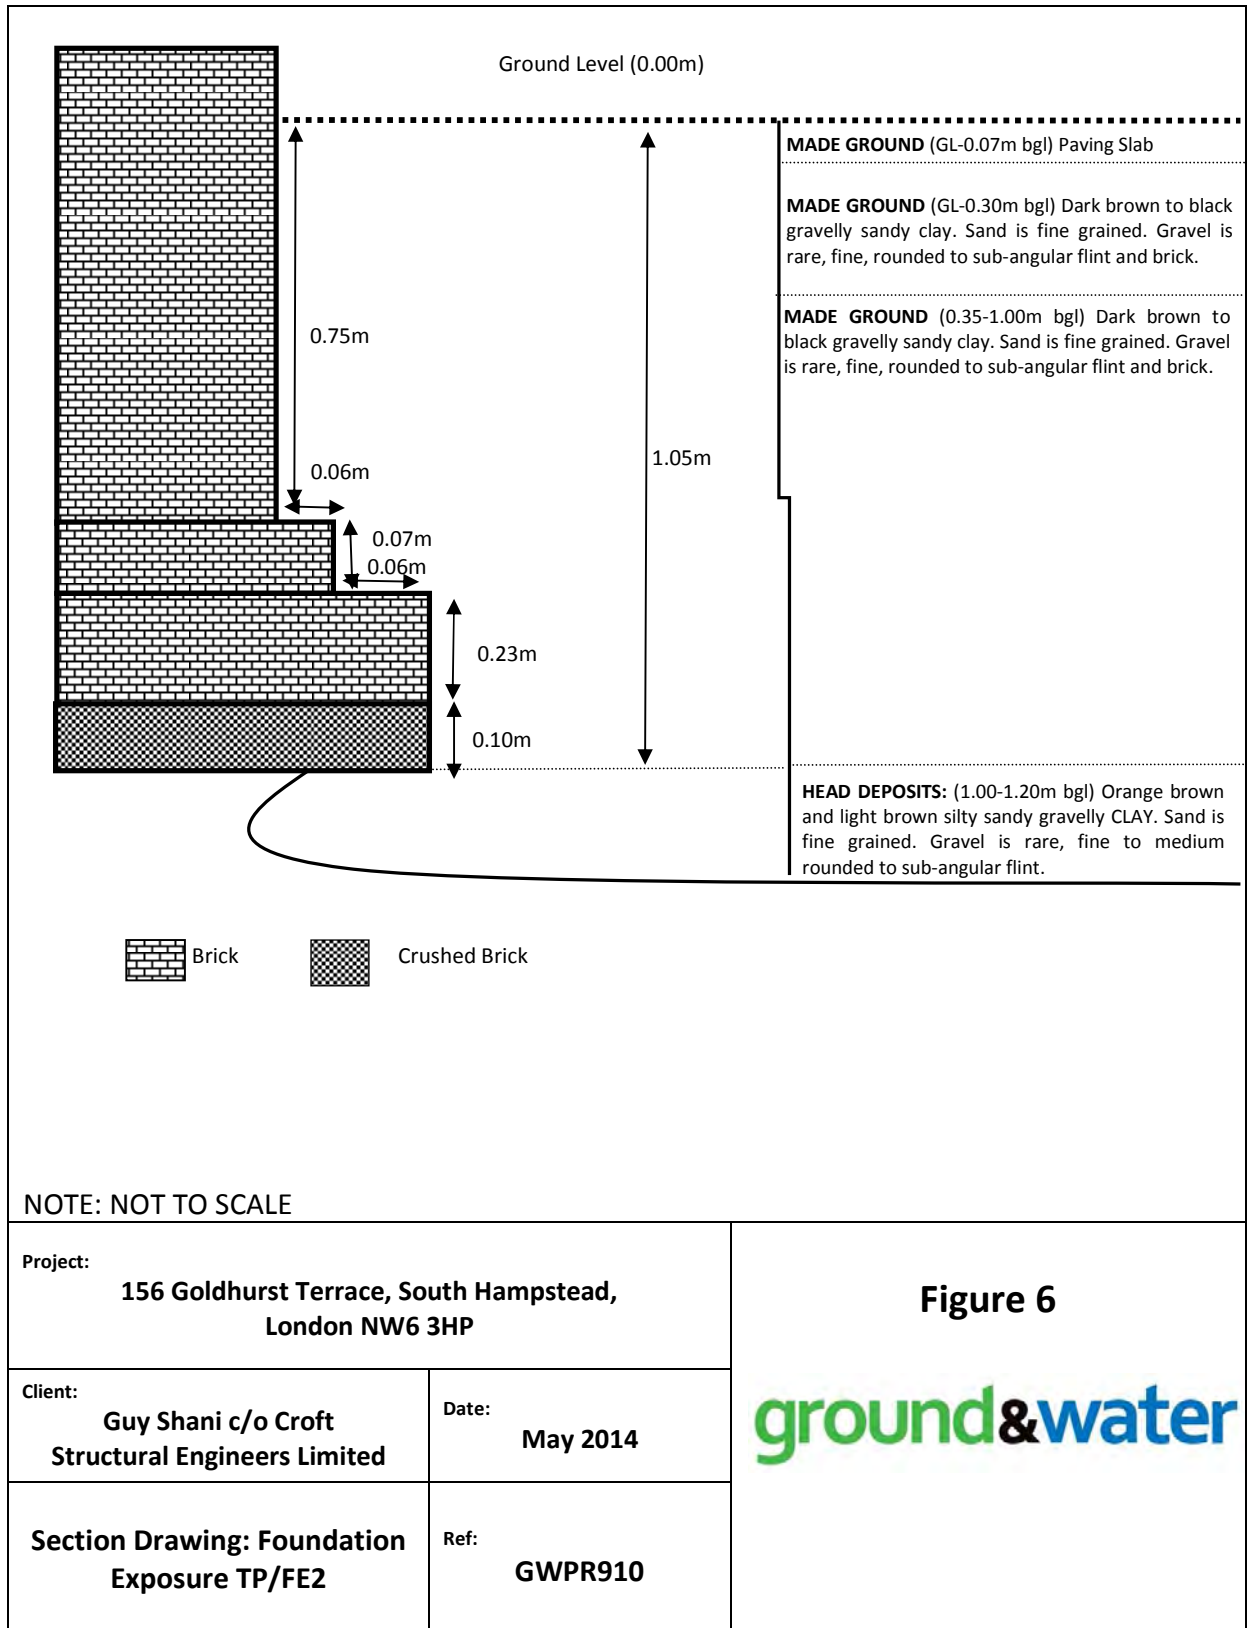 Ground Level (0.00m)
MADE GROUND (GL-0.07m bgl) Paving Slab
MADE GROUND (GL-0.30m bgl) Dark brown to black
gravelly sandy clay. Sand is fine grained. Gravel is
rare, fine, rounded to sub-angular flint and brick.
MADE GROUND (0.35-1.00m bgl) Dark brown to
black gravelly sandy clay. Sand is fine grained. Gravel
is rare, fine, rounded to sub-angular flint and brick.
0.75m
1.05m
0.06m
0.07m
0.06m
0.23m
0.10m
HEAD DEPOSITS: (1.00-1.20m bgl) Orange brown
and light brown silty sandy gravelly CLAY. Sand is
fine grained. Gravel is rare, fine to medium
rounded to sub-angular flint.
Brick
Crushed Brick
NOTE: NOT TO SCALE
Project:
156 Goldhurst Terrace, South Hampstead,
London NW6 3HP
Figure 6
Client:
Guy Shani c/o Croft
Structural Engineers Limited
Date:
May 2014
ground&water
Section Drawing: Foundation
Exposure TP/FE2
Ref:
GWPR910